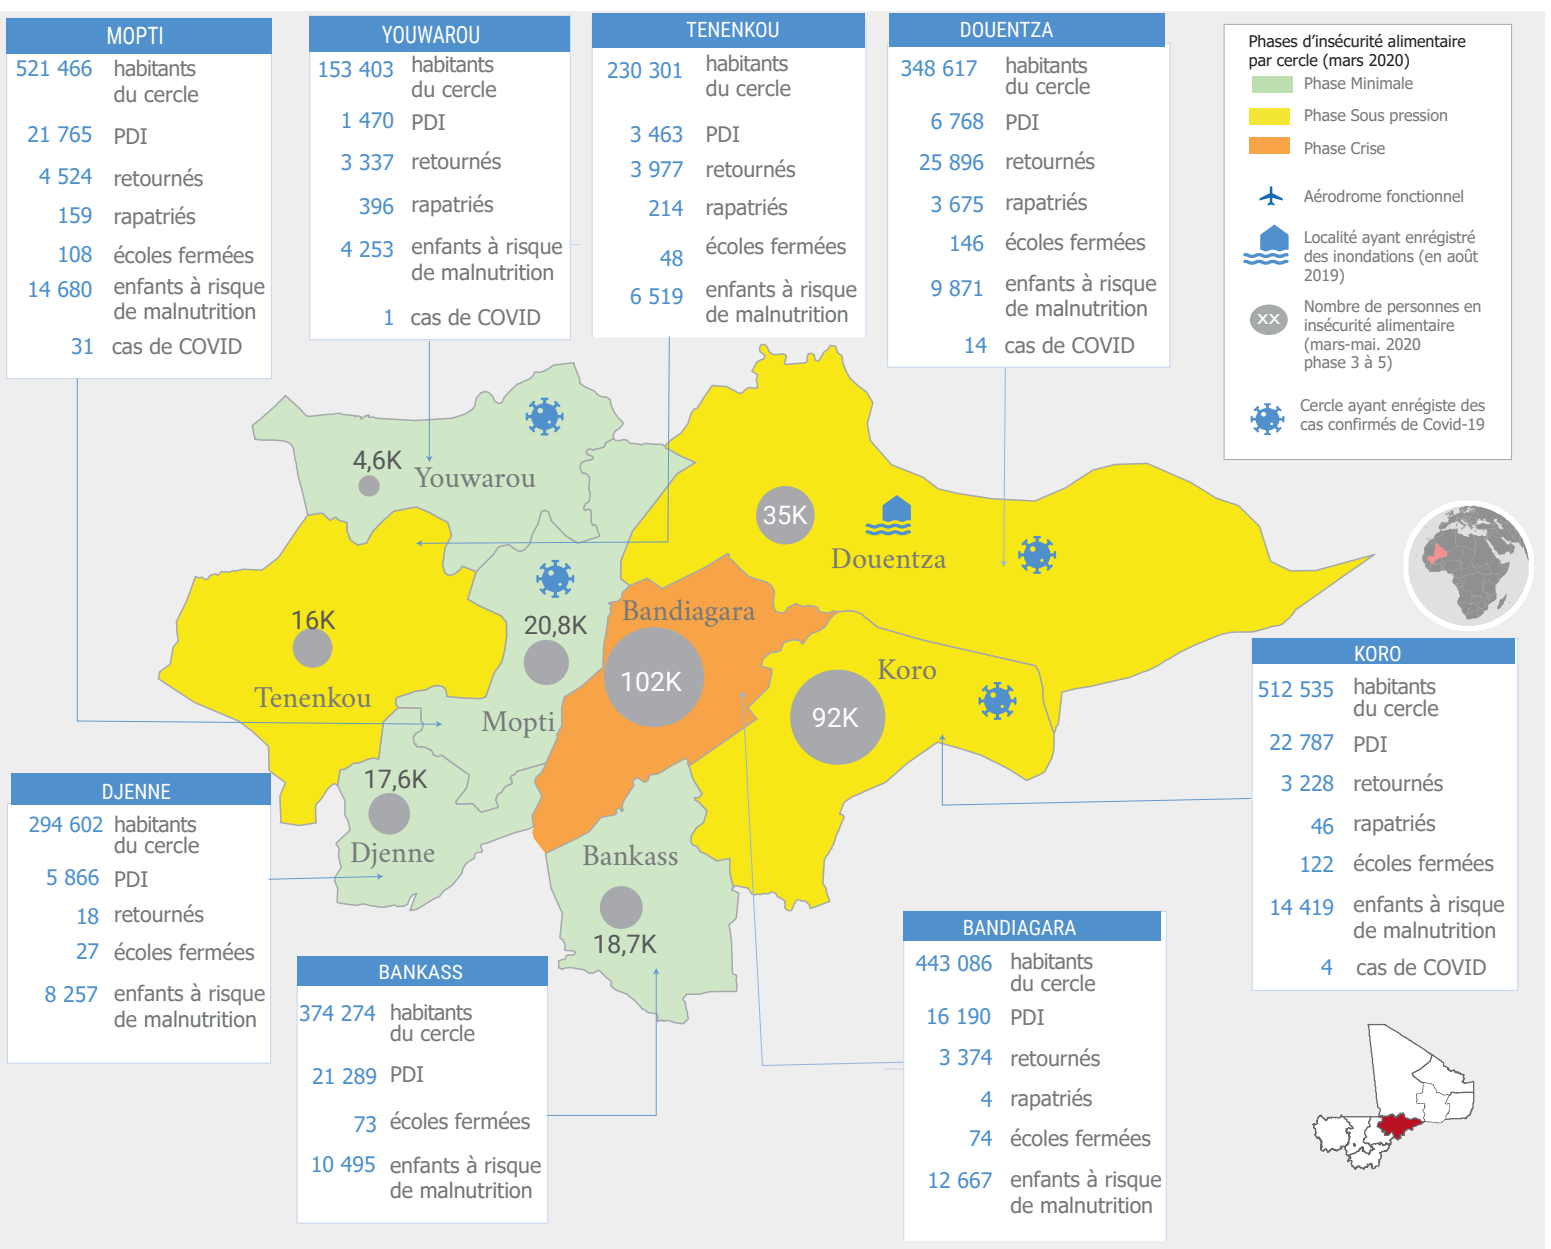 MOPTI
521 466 habitants
du cercle
21 765 PDI
4 524 retournés
159 rapatriés
108 écoles fermées
14 680 enfants à risque
de malnutrition
31 cas de COVID
YOUWAROU
153 403 habitants
du cercle
1 470 PDI
3 337 retournés
396 rapatriés
4 253 enfants à risque
de malnutrition
1 cas de COVID
TENENKOU
230 301 habitants
du cercle
3 463 PDI
3 977 retournés
214 rapatriés
48 écoles fermées
6 519 enfants à risque
de malnutrition
DOUENTZA
348 617 habitants
du cercle
6 768 PDI
25 896 retournés
3 675 rapatriés
146 écoles fermées
9 871 enfants à risque
de malnutrition
14 cas de COVID
Phases d'insécurité alimentaire
par cercle (mars 2020)
Phase Minimale
Phase Sous pression
Phase Crise
Aérodrome fonctionnel
Localité ayant enrégistré
des inondations (en août
2019)
XX
Nombre de personnes en
insécurité alimentaire
(mars-mai. 2020
phase 3 à 5)
Cercle ayant enrégiste des
cas confirmés de Covid-19
4,6K
Youwarou
35K
Douentza
16K
Tenenkou
20,8K
Mopti
Bandiagara
102K
Koro
92K
17,6K
Djenne
Bankass
18,7K
KORO
512 535 habitants
du cercle
22 787 PDI
3 228 retournés
46 rapatriés
122 écoles fermées
14 419 enfants à risque
de malnutrition
4 cas de COVID
DJENNE
294 602 habitants
du cercle
5 866 PDI
18 retournés
27 écoles fermées
8 257 enfants à risque
de malnutrition
BANKASS
374 274 habitants
du cercle
21 289 PDI
73 écoles fermées
10 495 enfants à risque
de malnutrition
BANDIAGARA
443 086 habitants
du cercle
16 190 PDI
3 374 retournés
4 rapatriés
74 écoles fermées
12 667 enfants à risque
de malnutrition